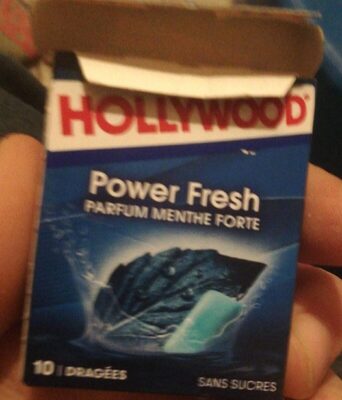 HOLLYWOOD
Power Fresh
PARFUM MENTHE FORTE
10 | DRAGÉES
SANS SUCRES